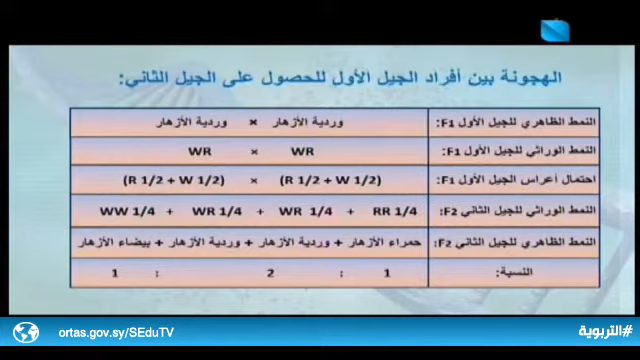 الهجونة بين أفراد الجيل الأول للحصول على الجيل الثاني:
النمط الظاهري للجيل الأول F1: وردية الأزهار × وردية الأزهار
النمط الوراثي للجيل الأول F1: WR × WR
احتمال أعراس الجيل الأول F1: (R 1/2 + W 1/2) × (R 1/2 + W 1/2)
النمط الوراثي للجيل الثاني F2: RR 1/4 + WR 1/4 + WR 1/4 + WW 1/4
النمط الظاهري للجيل الثاني F2: حمراء الأزهار + وردية الأزهار + وردية الأزهار + بيضاء الأزهار
النسبة: 1 : 2 : 1
#التربوية
ortas.gov.sy/SEduTV